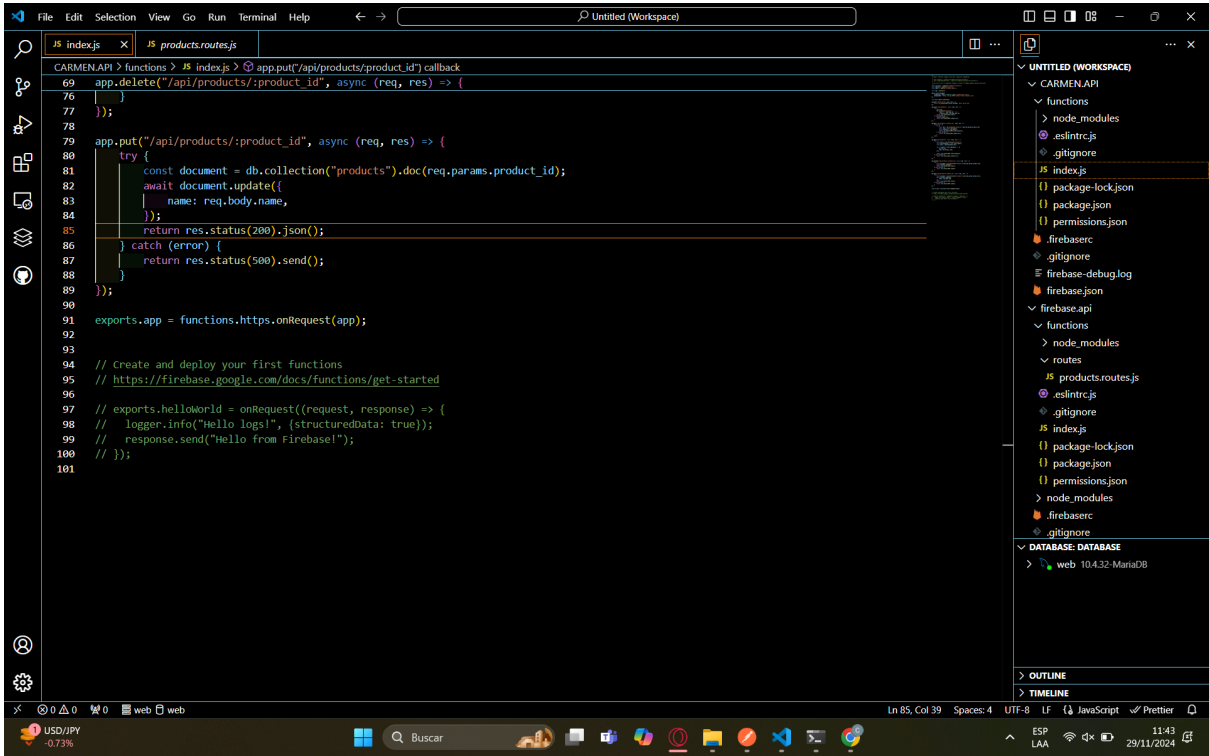 File Edit Selection View Go Run Terminal Help
Untitled (Workspace)
JS index.js
JS products.routes.js
CARMEN.API > functions > JS index.js > app.put("/api/products/:product_id") callback
69 app.delete("/api/products/:product_id", async (req, res) => {
76 }
77 });
78
79 app.put("/api/products/:product_id", async (req, res) => {
80 try {
81 const document = db.collection("products").doc(req.params.product_id);
82 await document.update({
83 name: req.body.name,
84 });
85 return res.status(200).json();
86 } catch (error) {
87 return res.status(500).send();
88 }
89 });
90
91 exports.app = functions.https.onRequest(app);
92
93
94 // Create and deploy your first functions
95 // https://firebase.google.com/docs/functions/get-started
96
97 // exports.helloWorld = onRequest((request, response) => {
98 // logger.info("Hello logs!", {structuredData: true});
99 // response.send("Hello from Firebase!");
100 // });
101
UNTITLED (WORKSPACE)
CARMEN.API
functions
node_modules
.eslintrc.js
.gitignore
JS index.js
{} package-lock.json
{} package.json
{} permissions.json
.firebaserc
.gitignore
firebase-debug.log
firebase.json
firebase.api
functions
node_modules
routes
JS products.routes.js
.eslintrc.js
.gitignore
JS index.js
{} package-lock.json
{} package.json
{} permissions.json
node_modules
.firebaserc
.gitignore
DATABASE: DATABASE
web 10.4.32-MariaDB
OUTLINE
TIMELINE
0 0 0 web web
Ln 85, Col 39 Spaces: 4 UTF-8 LF {} JavaScript Prettier
1 USD/JPY
-0.73%
Buscar
ESP
LAA
11:43
29/11/2024